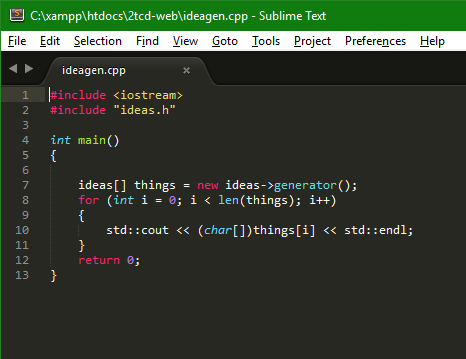 C:\xampp\htdocs\2tcd-web\ideagen.cpp - Sublime Text
File Edit Selection Find View Goto Tools Project Preferences Help
ideagen.cpp ×
1 #include <iostream>
2 #include "ideas.h"
3
4 int main()
5 {
6
7     ideas[] things = new ideas->generator();
8     for (int i = 0; i < len(things); i++)
9     {
10         std::cout << (char[])things[i] << std::endl;
11     }
12     return 0;
13 }